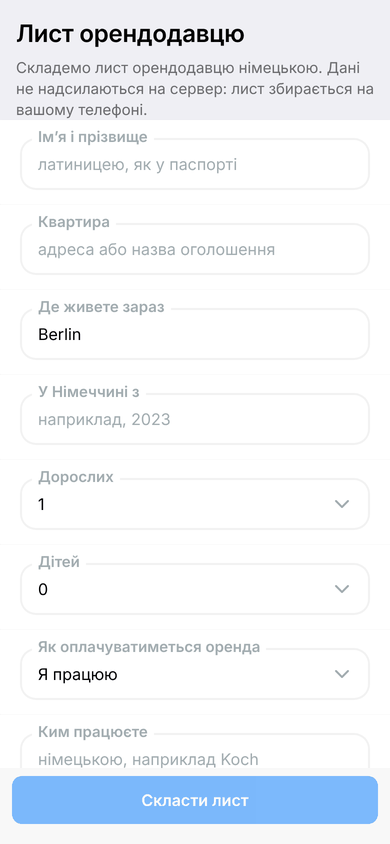 Лист орендодавцю
Складемо лист орендодавцю німецькою. Дані
не надсилаються на сервер: лист збирається на
вашому телефоні.
Ім’я і прізвище
латиницею, як у паспорті
Квартира
адреса або назва оголошення
Де живете зараз
Berlin
У Німеччині з
наприклад, 2023
Дорослих
1
Дітей
0
Як оплачуватиметься оренда
Я працюю
Ким працюєте
німецькою, наприклад Koch
Скласти лист